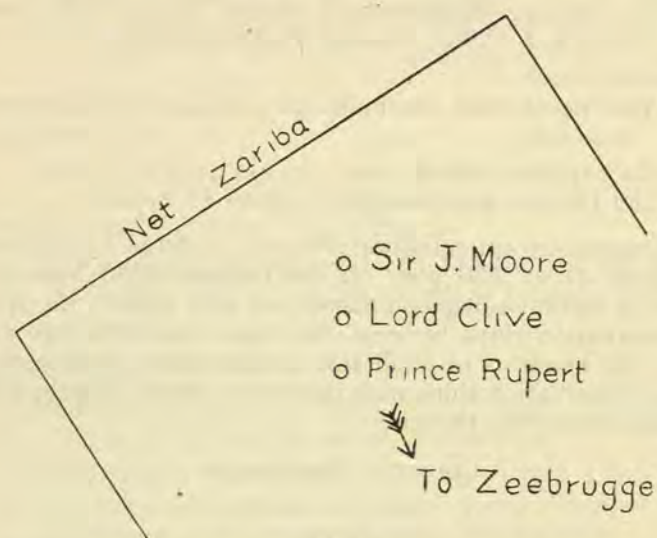 Net Zariba
Sir J. Moore
Lord Clive
Prince Rupert
To Zeebrugge